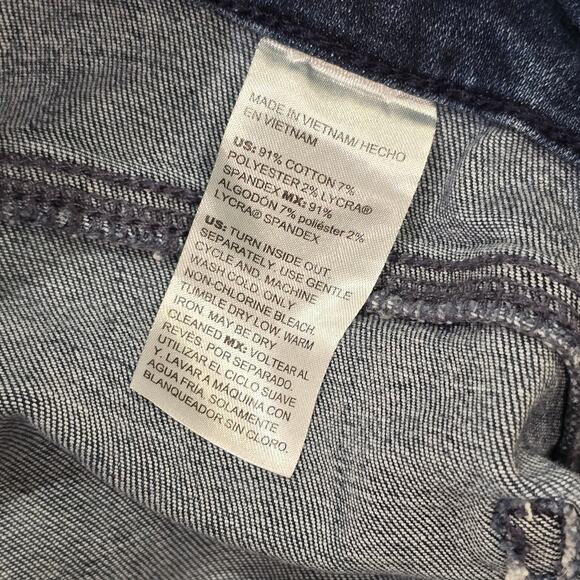 MADE IN VIETNAM/ HECHO
EN VIETNAM
US: 91% COTTON 7%
POLYESTER 2% LYCRA®
SPANDEX MX: 91%
ALGODÓN 7% poliéster 2%
LYCRA® SPANDEX
US: TURN INSIDE OUT.
SEPARATELY. USE GENTLE
CYCLE AND, MACHINE
WASH COLD. ONLY
NON-CHLORINE BLEACH.
TUMBLE DRY LOW. WARM
IRON. MAY BE DRY
CLEANED MX: VOLTEAR AL
REVES. POR SEPARADO.
UTILIZAR EL CICLO SUAVE
Y, LAVAR A MÁQUINA CON
AGUA FRÍA. SOLAMENTE
BLANQUEADOR SIN CLORO.